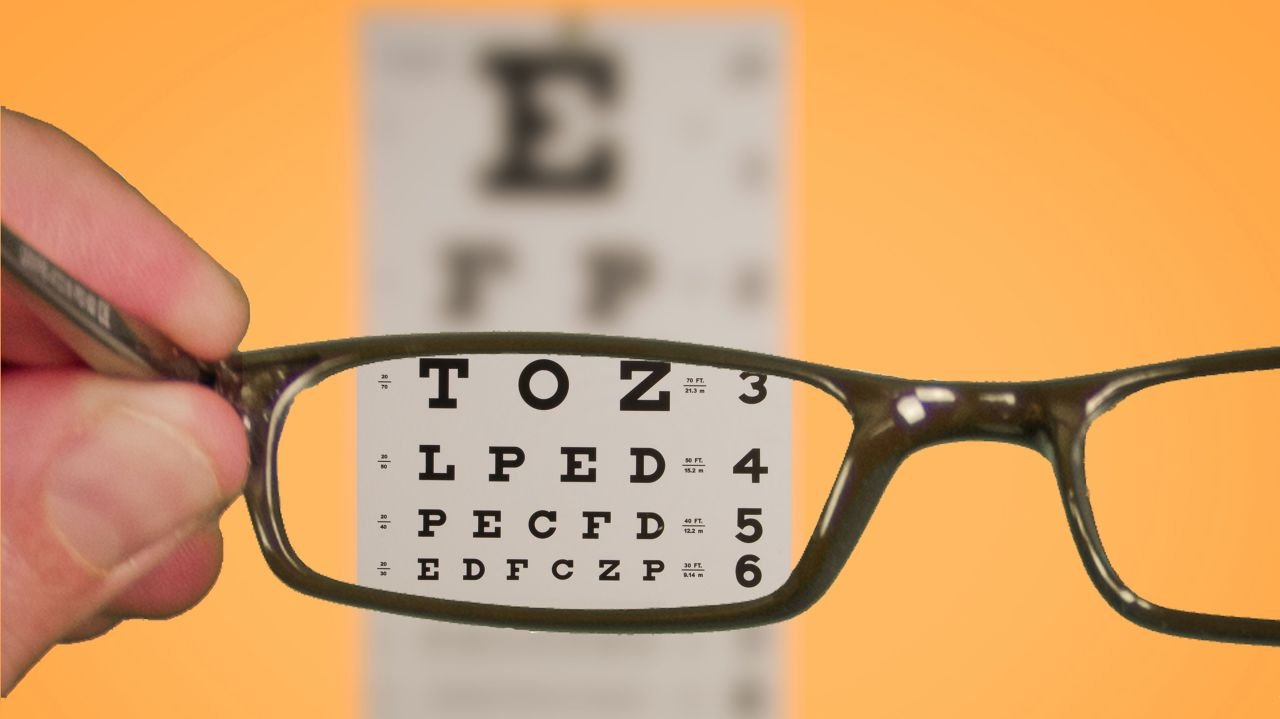 E
F P
20/70 T O Z 70 FT. 21.3 m 3
20/50 L P E D 50 FT. 15.2 m 4
20/40 P E C F D 40 FT. 12.2 m 5
20/30 E D F C Z P 30 FT. 9.14 m 6